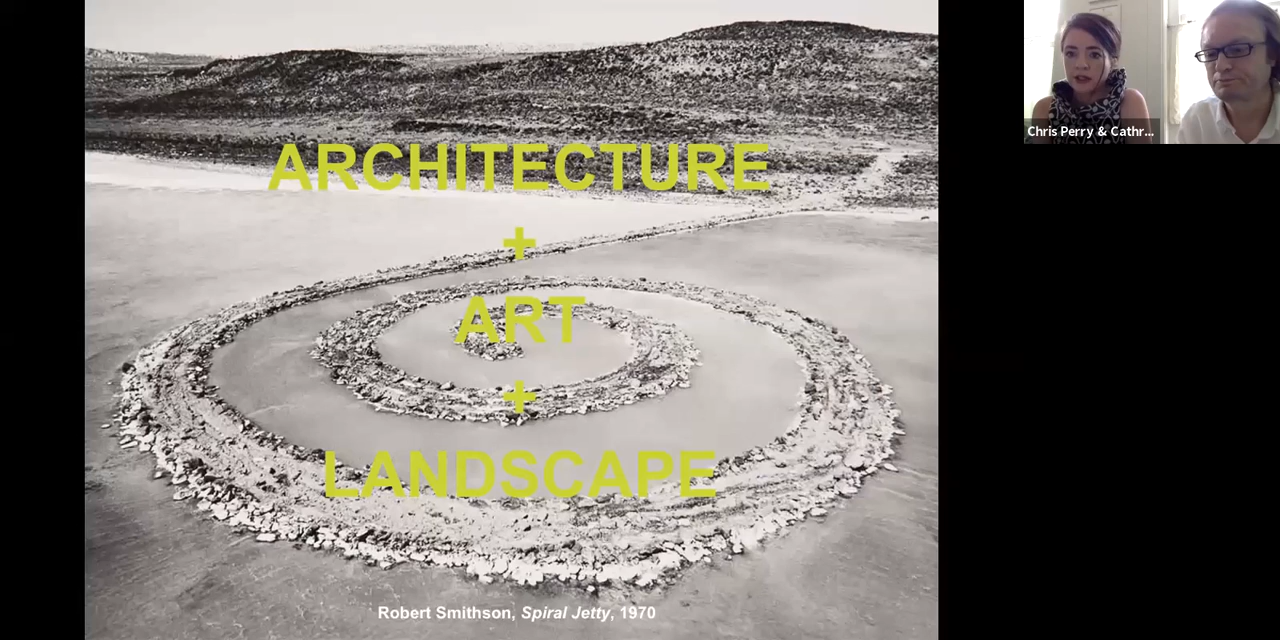 ARCHITECTURE
+
ART
+
LANDSCAPE
Robert Smithson, Spiral Jetty, 1970
Chris Perry & Cathr...